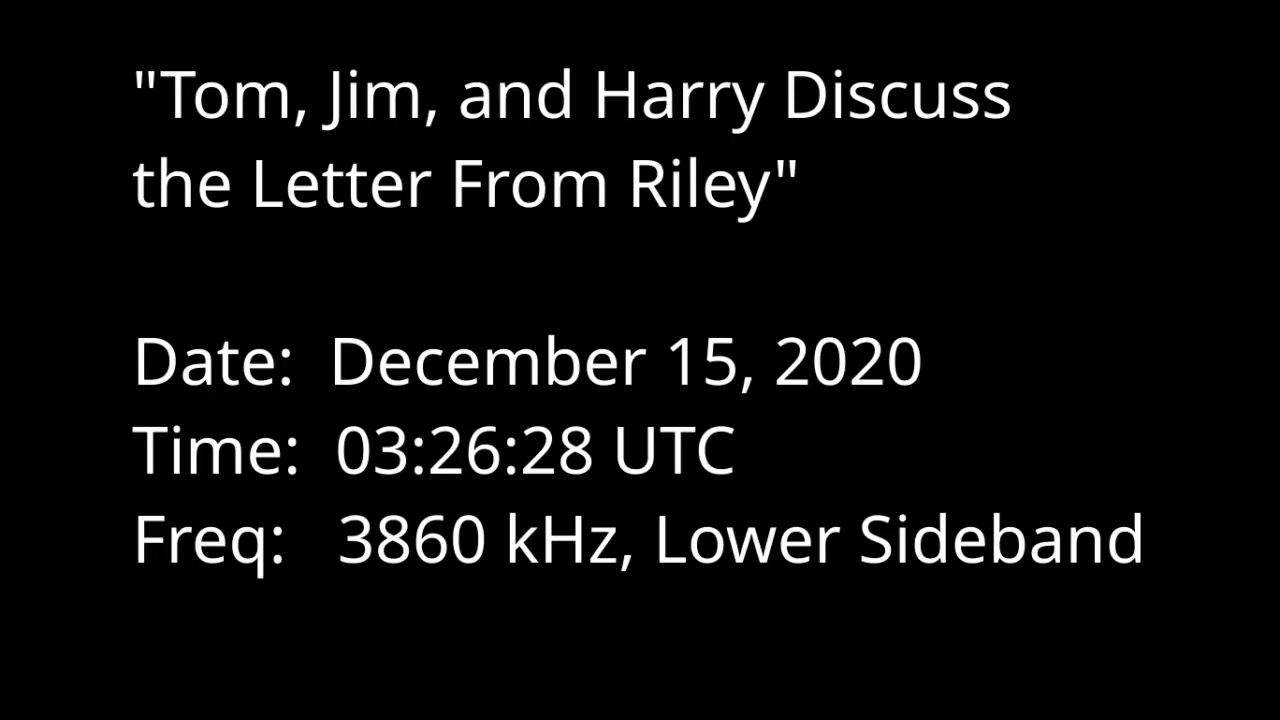 "Tom, Jim, and Harry Discuss
the Letter From Riley"
Date: December 15, 2020
Time: 03:26:28 UTC
Freq: 3860 kHz, Lower Sideband